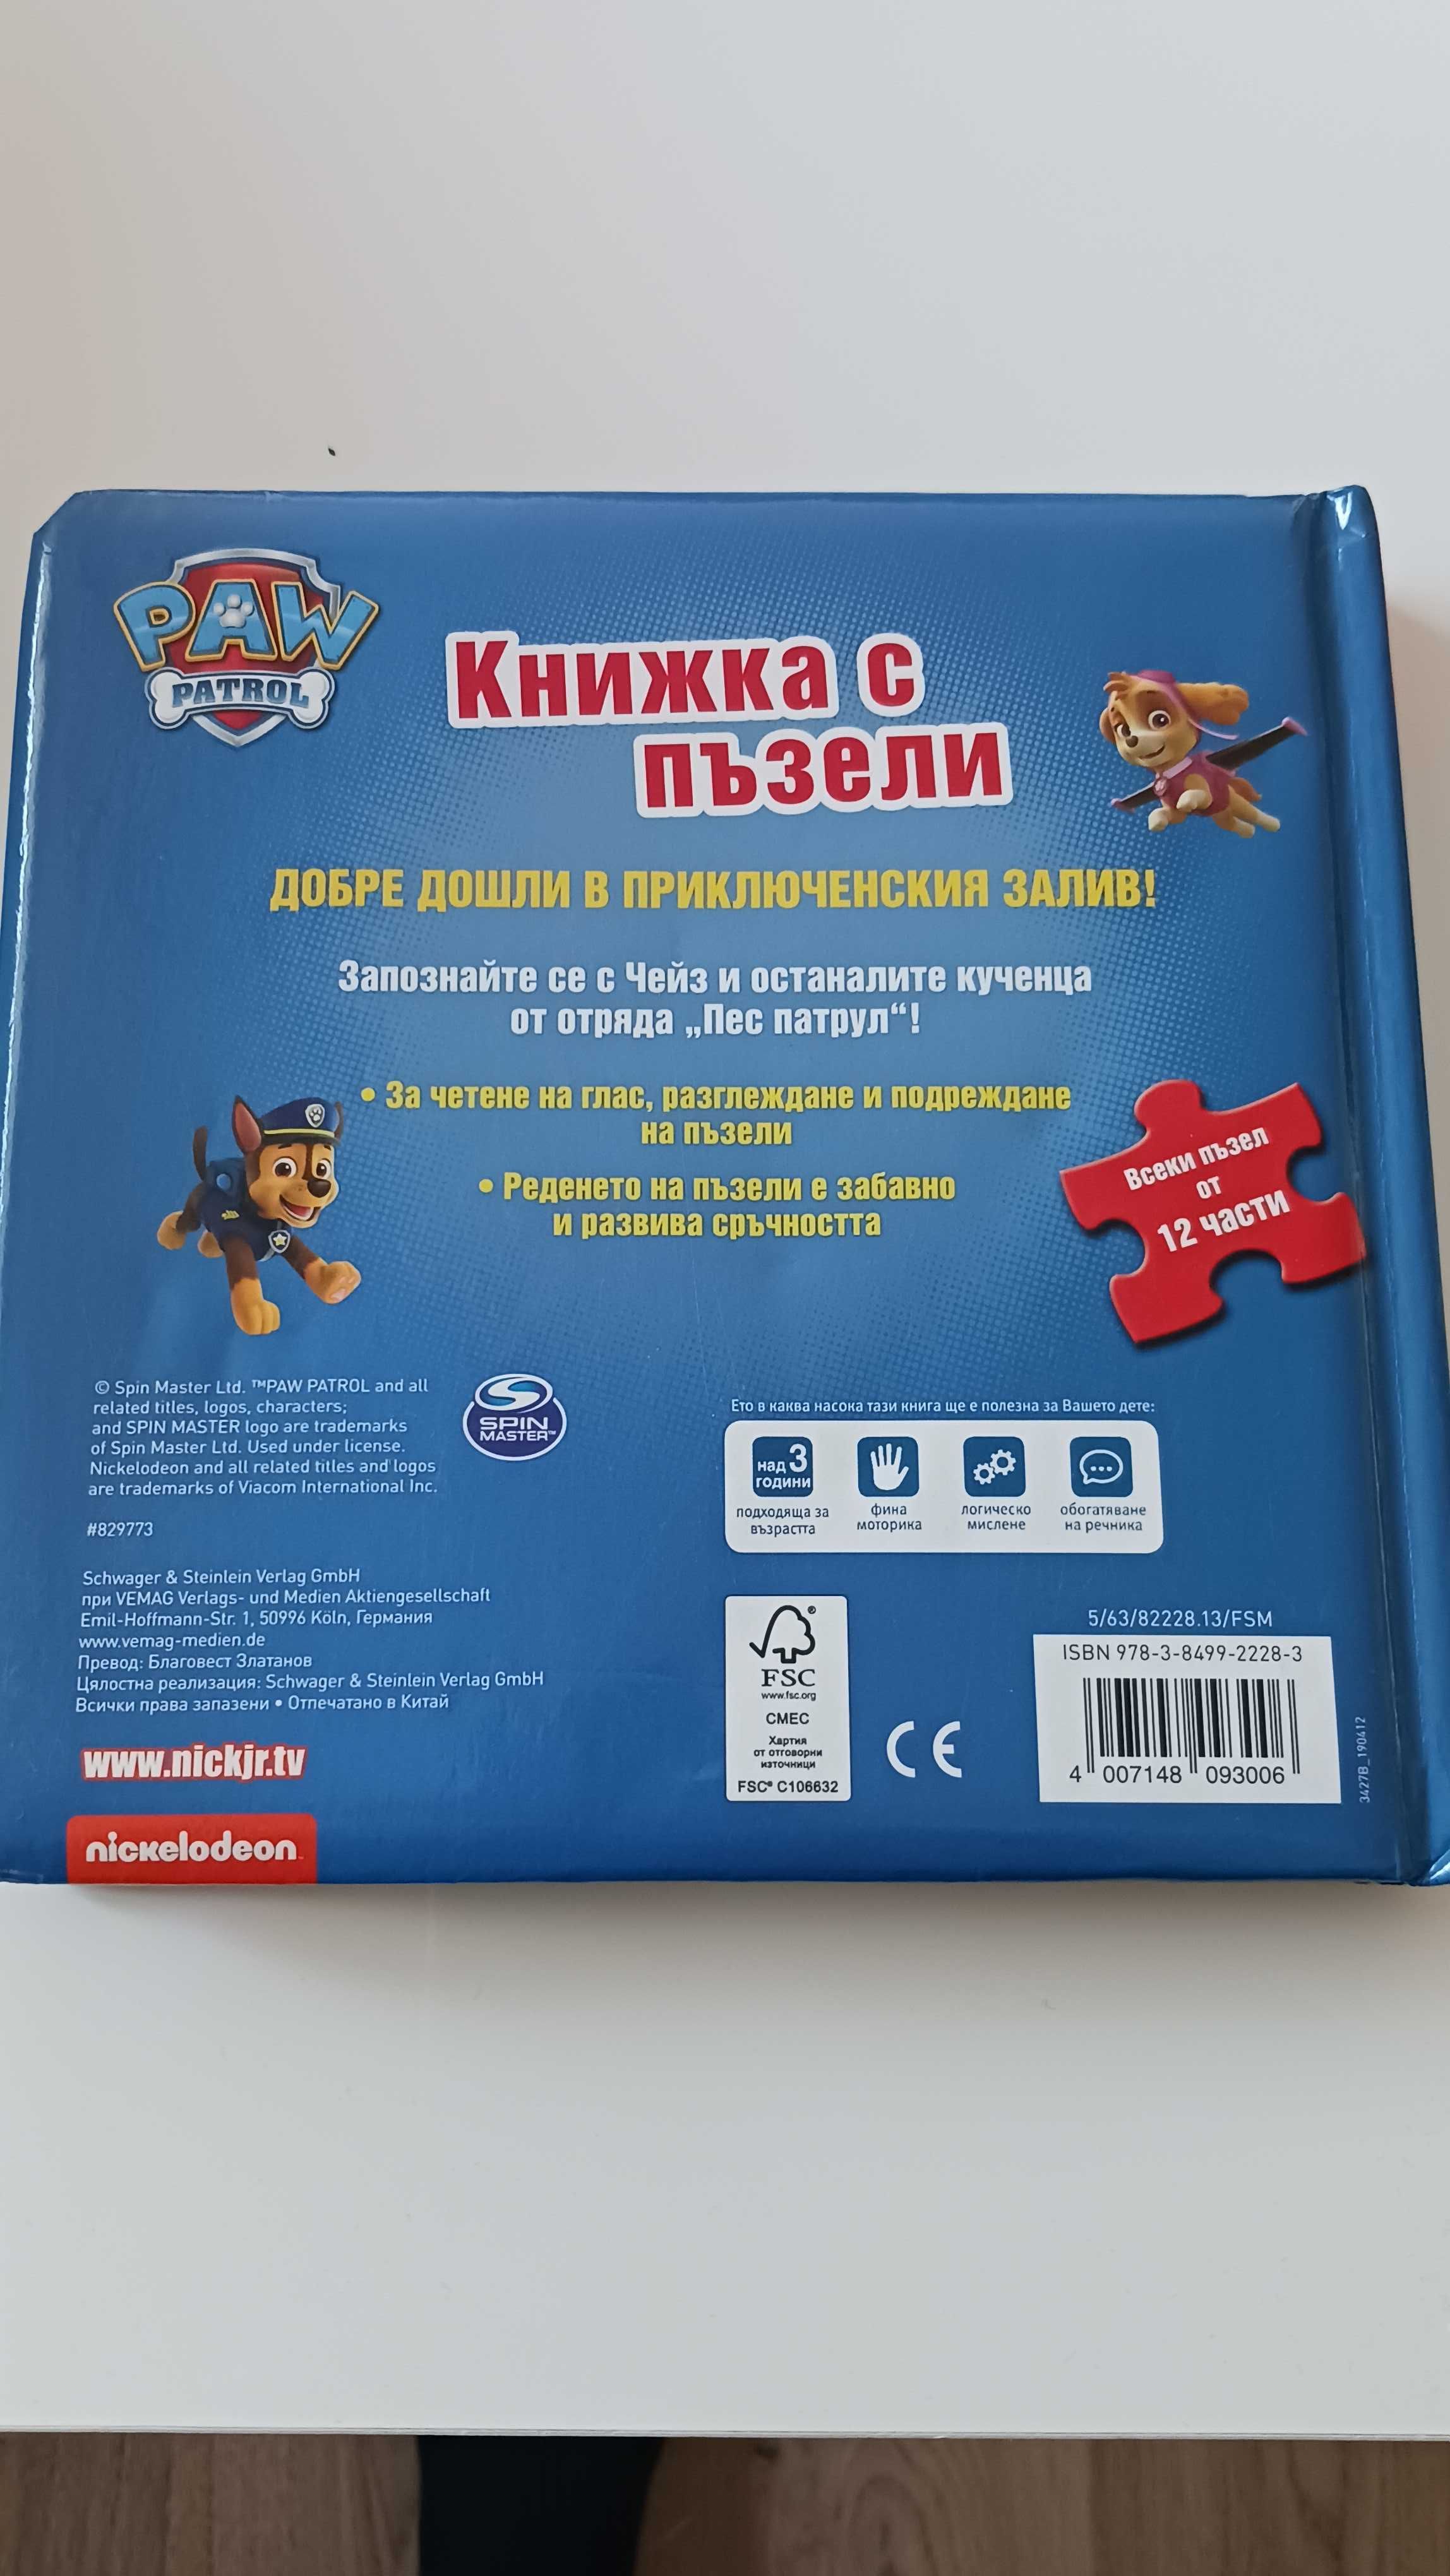 PAW
PATROL
Книжка с
пъзели
ДОБРЕ ДОШЛИ В ПРИКЛЮЧЕНСКИЯ ЗАЛИВ!
Запознайте се с Чейз и останалите кученца
от отряда „Пес патрул“!
• За четене на глас, разглеждане и подреждане
на пъзели
• Реденето на пъзели е забавно
и развива сръчността
Всеки пъзел
от
12 части
© Spin Master Ltd. ™PAW PATROL and all
related titles, logos, characters;
and SPIN MASTER logo are trademarks
of Spin Master Ltd. Used under license.
Nickelodeon and all related titles and logos
are trademarks of Viacom International Inc.
#829773
SPIN
MASTER™
Ето в каква насока тази книга ще е полезна за Вашето дете:
над 3
години
подходяща за
възрастта
фина
моторика
логическо
мислене
обогатяване
на речника
Schwager & Steinlein Verlag GmbH
при VEMAG Verlags- und Medien Aktiengesellschaft
Emil-Hoffmann-Str. 1, 50996 Köln, Германия
www.vemag-medien.de
Превод: Благовест Златанов
Цялостна реализация: Schwager & Steinlein Verlag GmbH
Всички права запазени • Отпечатано в Китай
www.nickjr.tv
nickelodeon
®
FSC
www.fsc.org
СМЕС
Хартия
от отговорни
източници
FSC® C106632
CE
5/63/82228.13/FSM
ISBN 978-3-8499-2228-3
4 007148 093006
3427B_190412